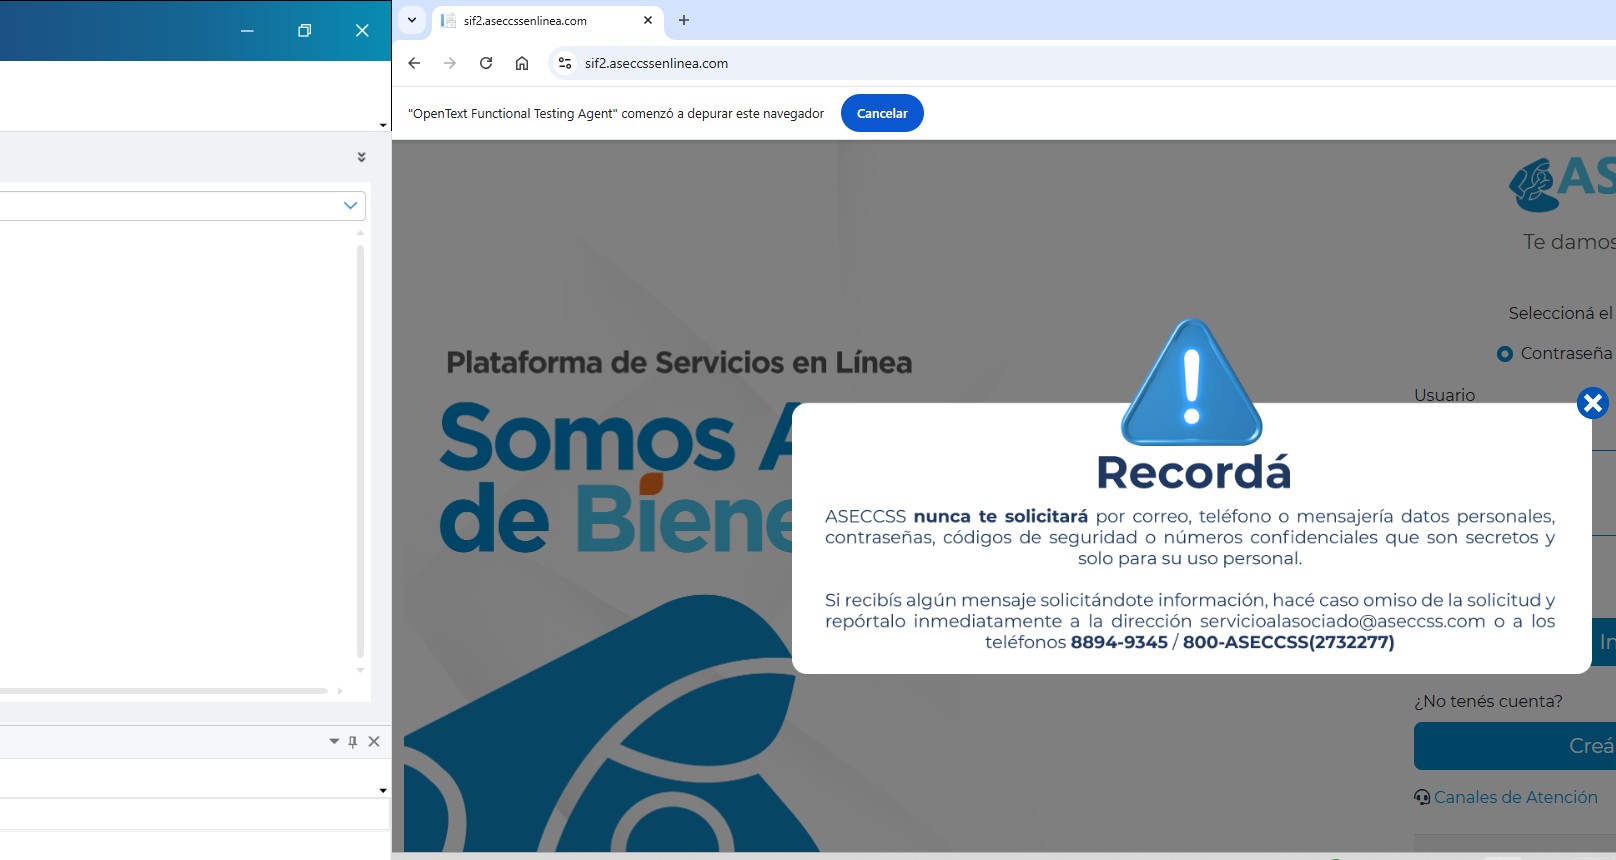 sif2.aseccssenlinea.com
sif2.aseccssenlinea.com
"OpenText Functional Testing Agent" comenzó a depurar este navegador
Cancelar
Te damos
Seleccioná el
Contraseña
Usuario
Plataforma de Servicios en Línea
Somos A
de Biene
Recordá
ASECCSS nunca te solicitará por correo, teléfono o mensajería datos personales,
contraseñas, códigos de seguridad o números confidenciales que son secretos y
solo para su uso personal.
Si recibís algún mensaje solicitándote información, hacé caso omiso de la solicitud y
repórtalo inmediatamente a la dirección servicioalasociado@aseccss.com o a los
teléfonos 8894-9345 / 800-ASECCSS(2732277)
In
¿No tenés cuenta?
Creá
Canales de Atención